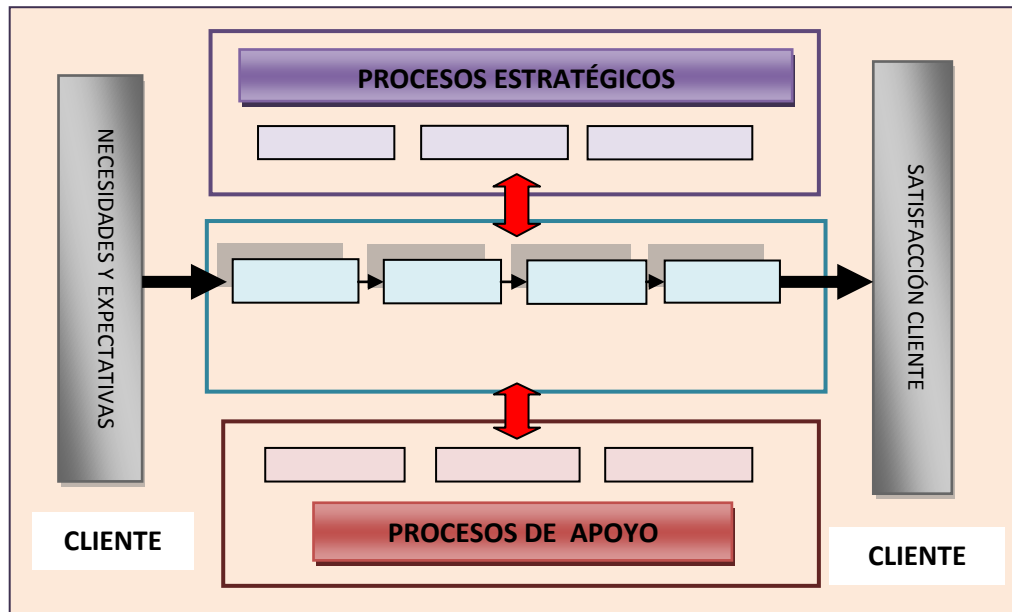 PROCESOS ESTRATÉGICOS
NECESIDADES Y EXPECTATIVAS
SATISFACCIÓN CLIENTE
PROCESOS DE  APOYO
CLIENTE
CLIENTE